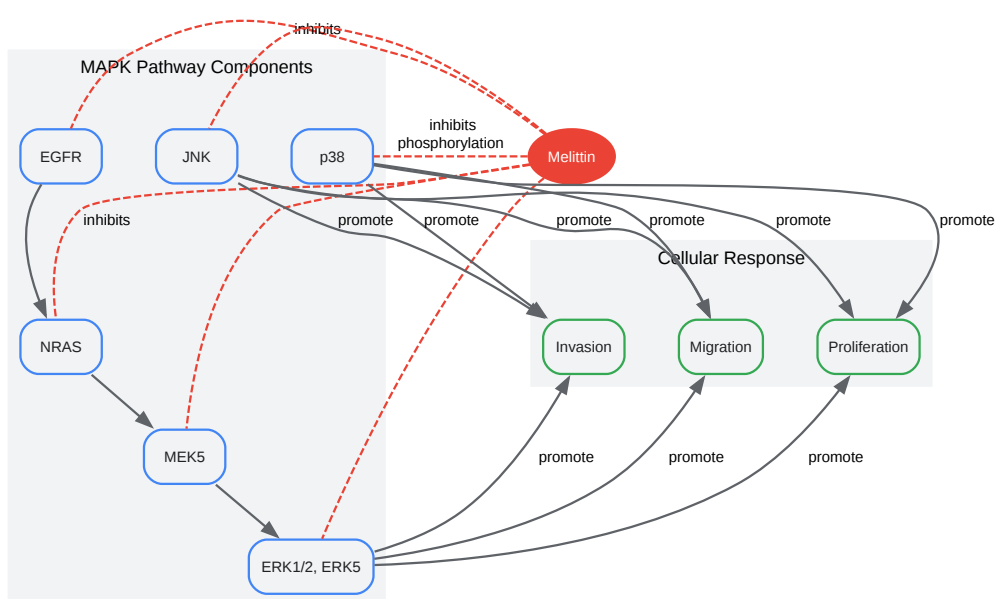 inhibits
MAPK Pathway Components
inhibits
phosphorylation
EGFR
JNK
p38
Melittin
inhibits
promote
promote
promote
promote
promote
promote
Cellular Response
NRAS
Invasion
Migration
Proliferation
MEK5
promote
promote
promote
ERK1/2, ERK5